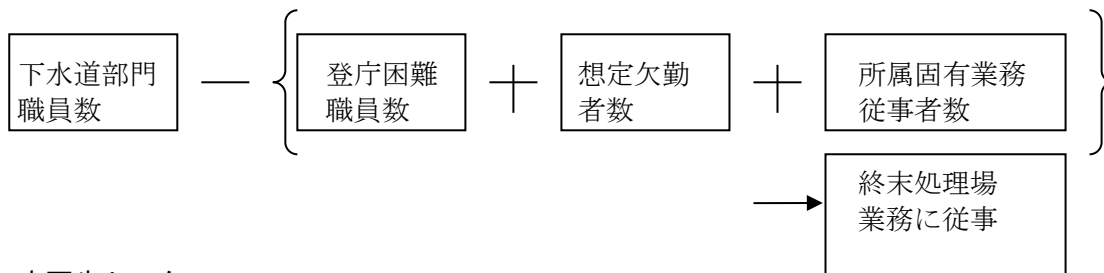 下水道部門
職員数
―
{
登庁困難
職員数
+
想定欠勤
者数
+
所属固有業務
従事者数
}
終末処理場
業務に従事